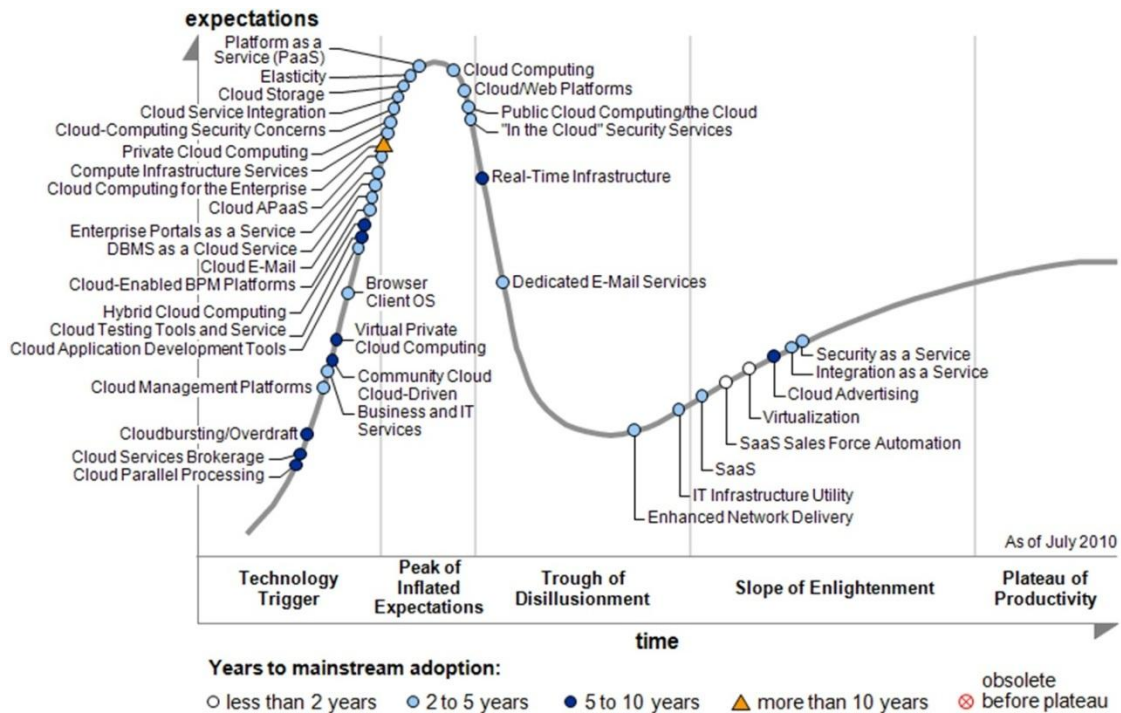 expectations
Platform as a
Service (PaaS)
Elasticity
Cloud Storage
Cloud Service Integration
Cloud-Computing Security Concerns
Private Cloud Computing
Compute Infrastructure Services
Cloud Computing for the Enterprise
Cloud APaaS
Enterprise Portals as a Service
DBMS as a Cloud Service
Cloud E-Mail
Cloud-Enabled BPM Platforms
Hybrid Cloud Computing
Cloud Testing Tools and Service
Cloud Application Development Tools
Cloud Management Platforms
Cloudbursting/Overdraft
Cloud Services Brokerage
Cloud Parallel Processing
Browser
Client OS
Virtual Private
Cloud Computing
Community Cloud
Cloud-Driven
Business and IT
Services
Cloud Computing
Cloud/Web Platforms
Public Cloud Computing/the Cloud
"In the Cloud" Security Services
Real-Time Infrastructure
Dedicated E-Mail Services
Security as a Service
Integration as a Service
Cloud Advertising
Virtualization
SaaS Sales Force Automation
SaaS
IT Infrastructure Utility
Enhanced Network Delivery
As of July 2010
Technology
Trigger
Peak of
Inflated
Expectations
Trough of
Disillusionment
Slope of Enlightenment
Plateau of
Productivity
time
Years to mainstream adoption:
less than 2 years
2 to 5 years
5 to 10 years
more than 10 years
obsolete
before plateau